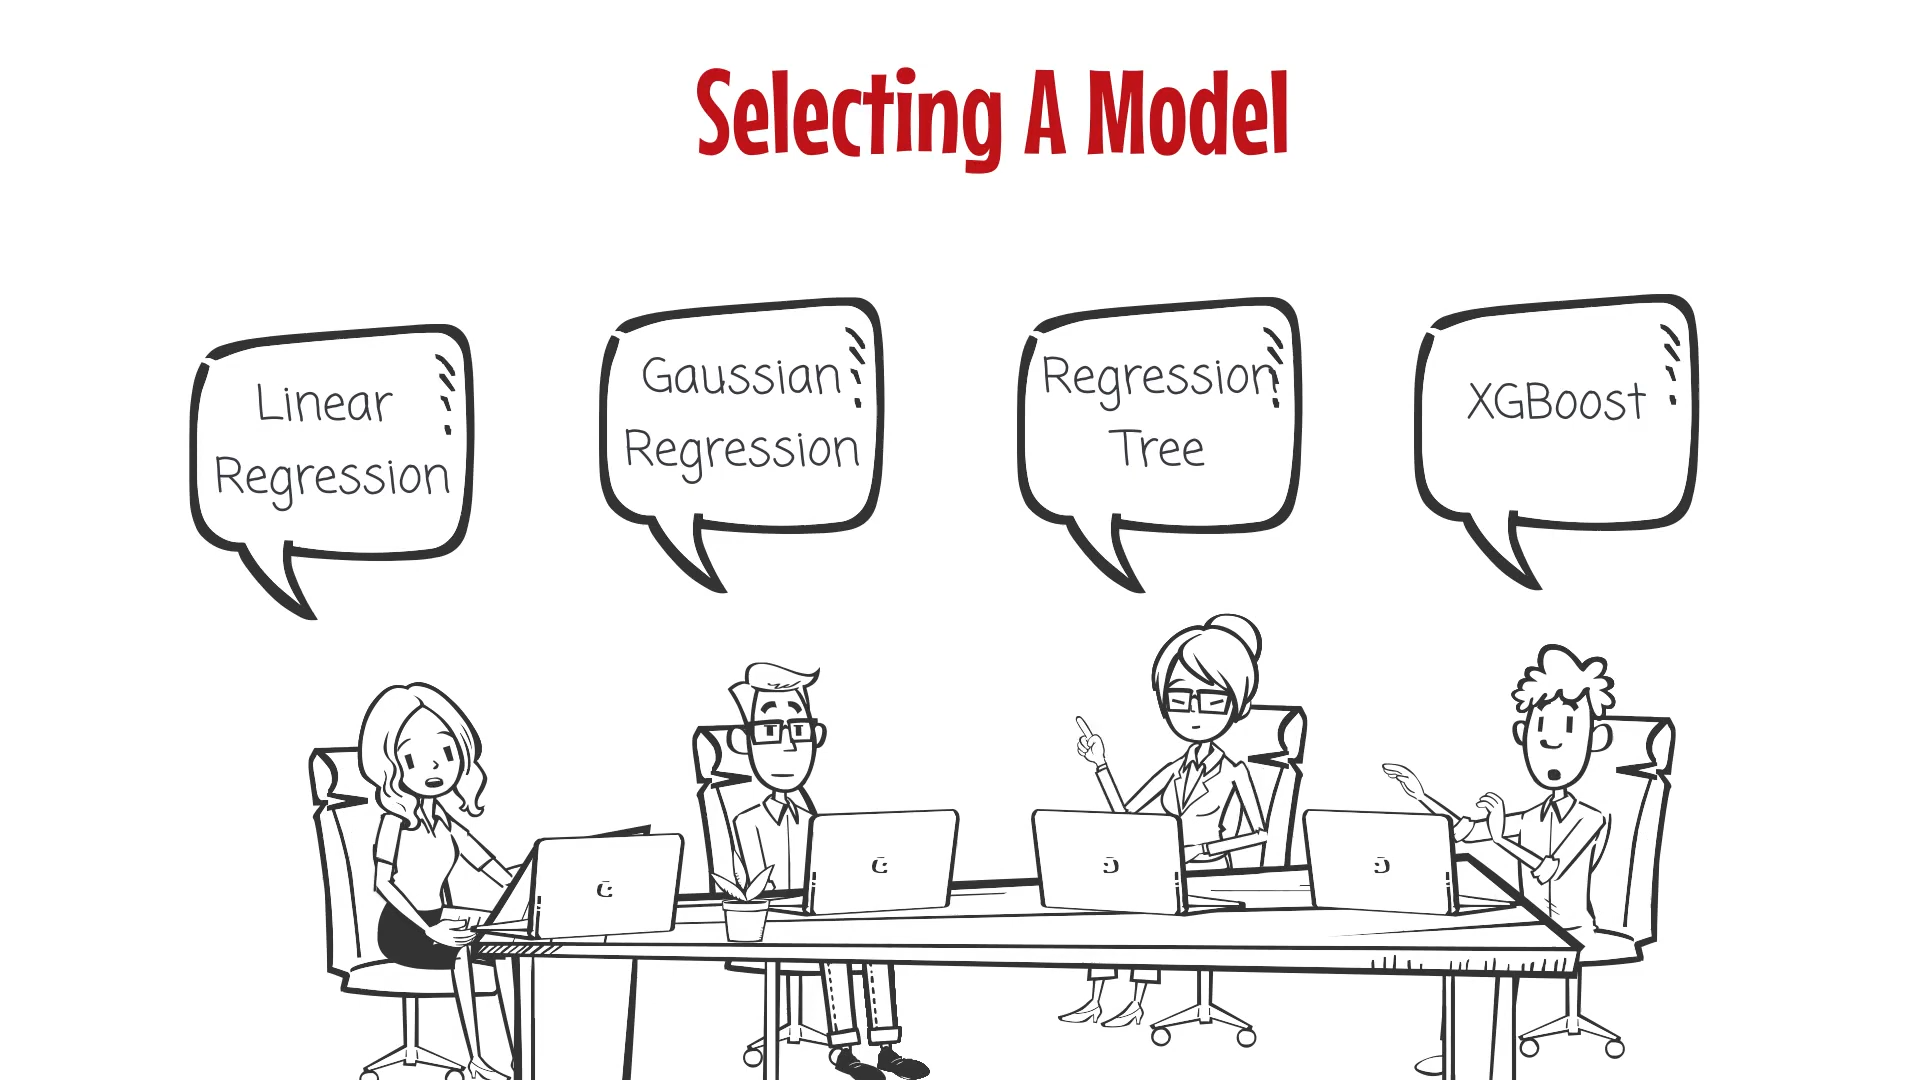 Selecting A Model
Linear
Regression
Gaussian
Regression
Regression
Tree
XGBoost